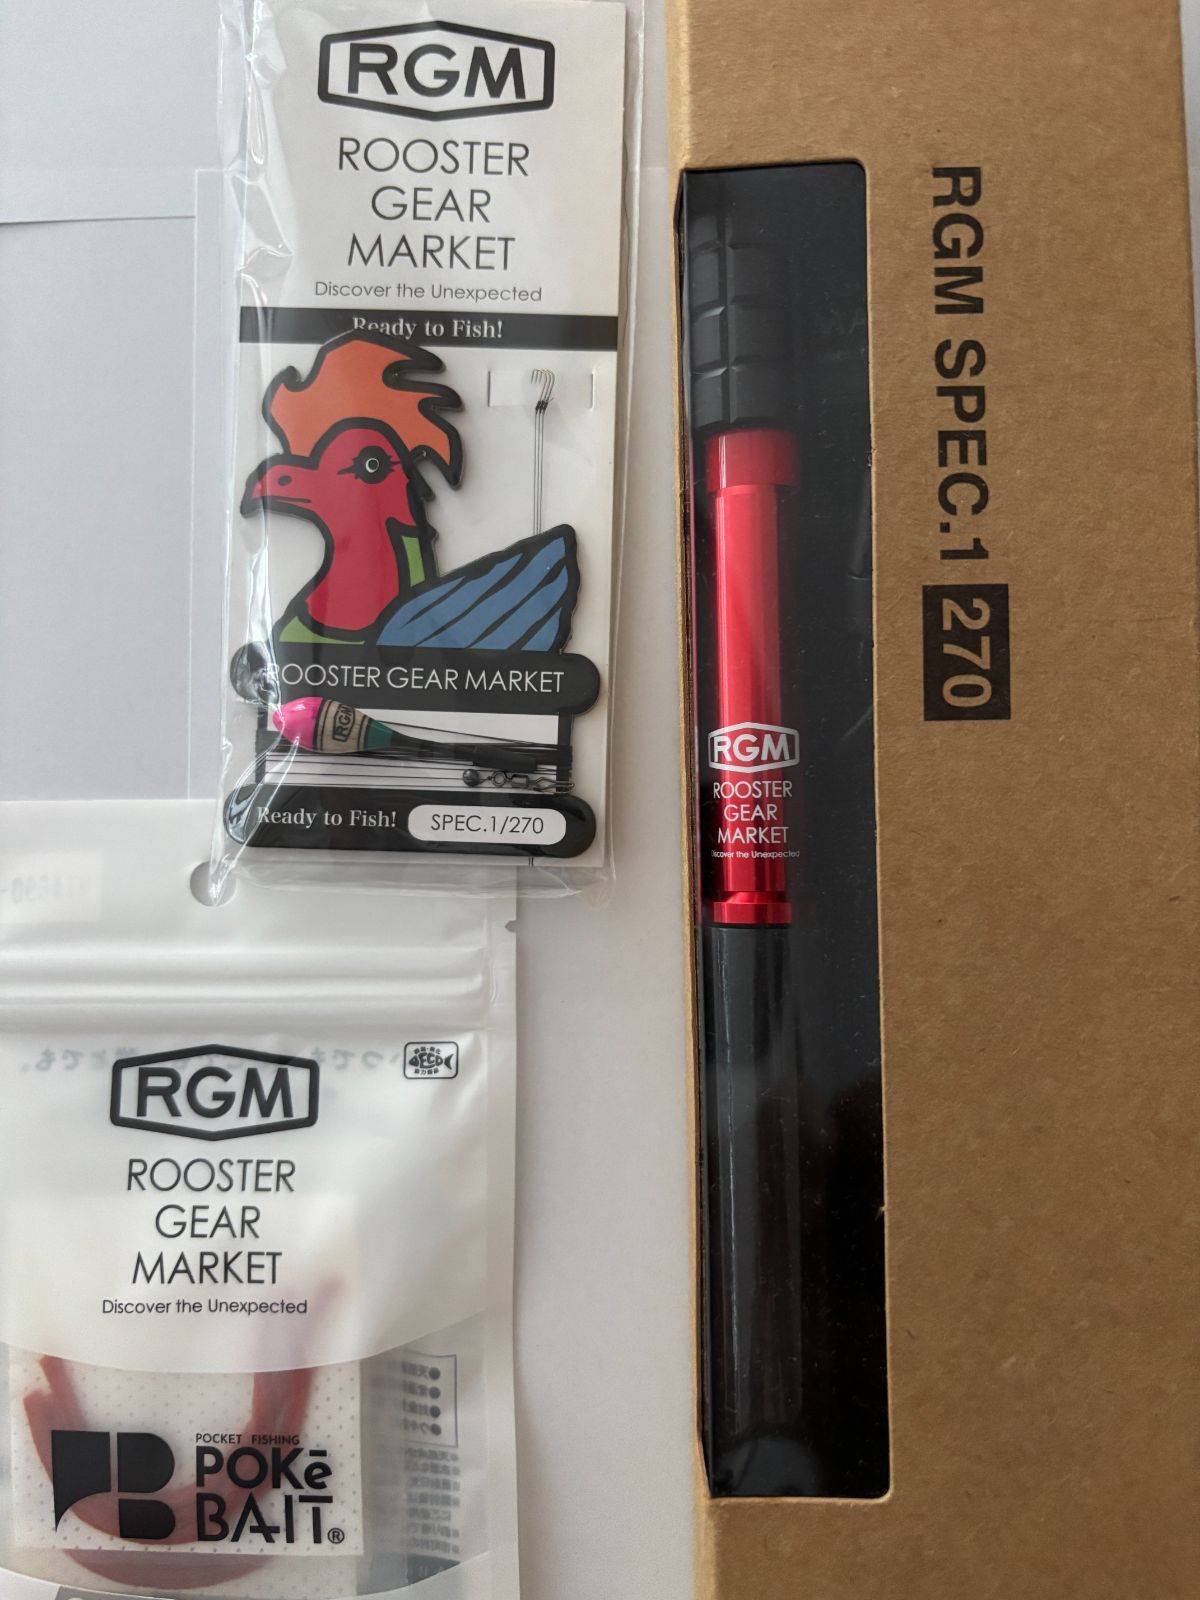 RGM
ROOSTER
GEAR
MARKET
Discover the Unexpected
Ready to Fish!
ROOSTER GEAR MARKET
RGM
Ready to Fish!
SPEC.1/270
RGM SPEC.1 270
RGM
ROOSTER
GEAR
MARKET
Discover the Unexpected
RGM
ROOSTER
GEAR
MARKET
Discover the Unexpected
POCKET FISHING
POKē
BAIT®